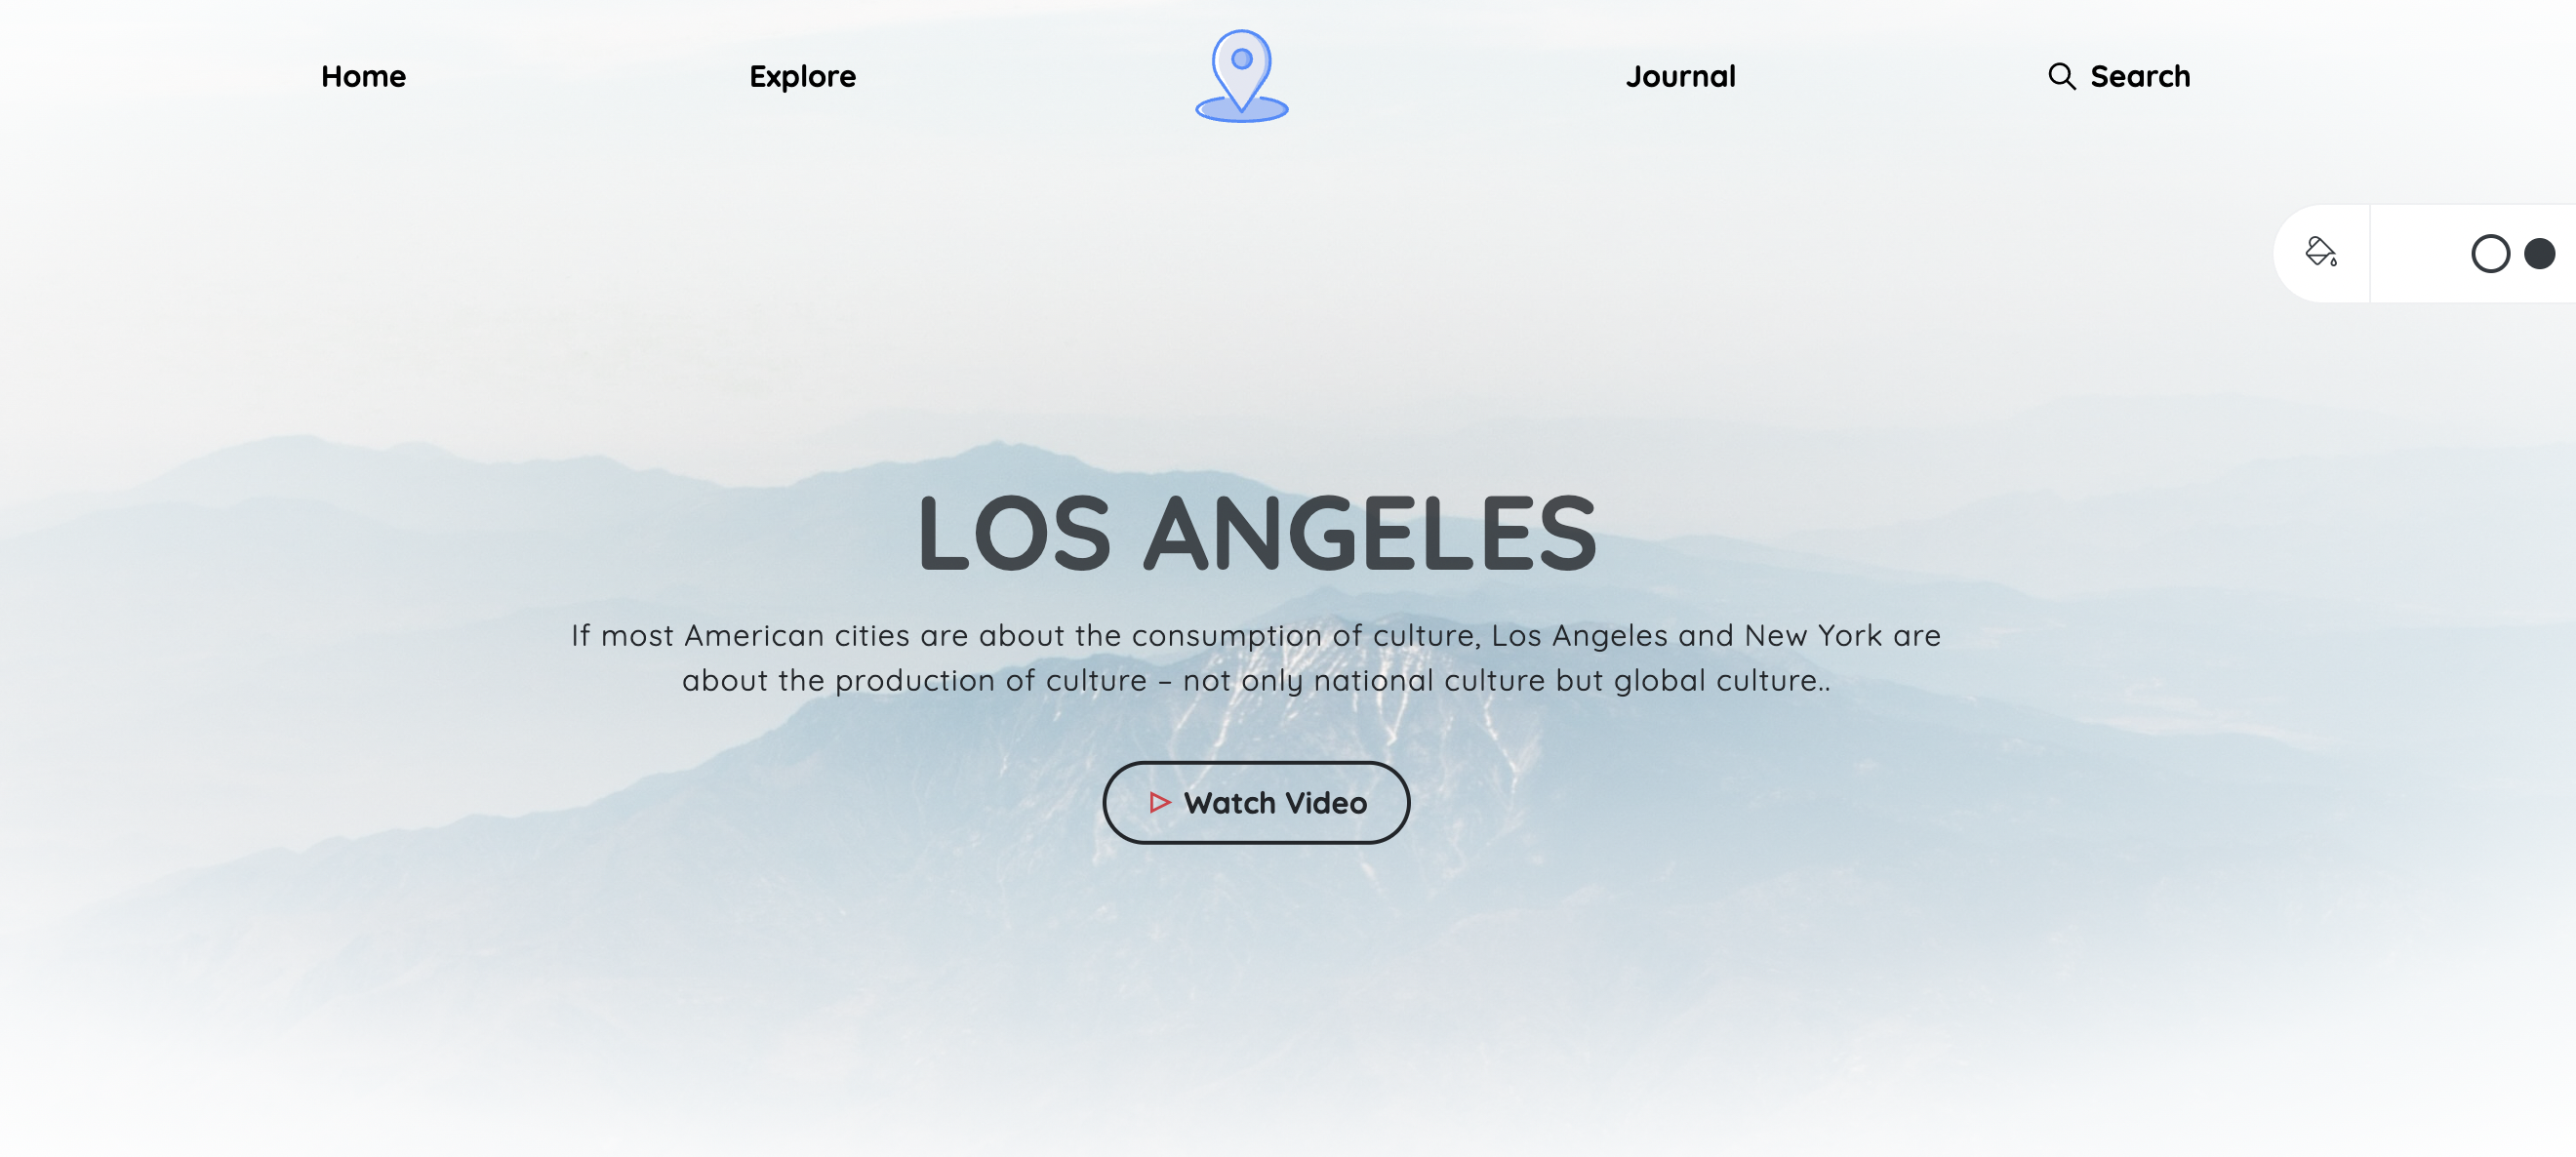 Home
Explore
Journal
Search
LOS ANGELES
If most American cities are about the consumption of culture, Los Angeles and New York are
about the production of culture – not only national culture but global culture..
Watch Video